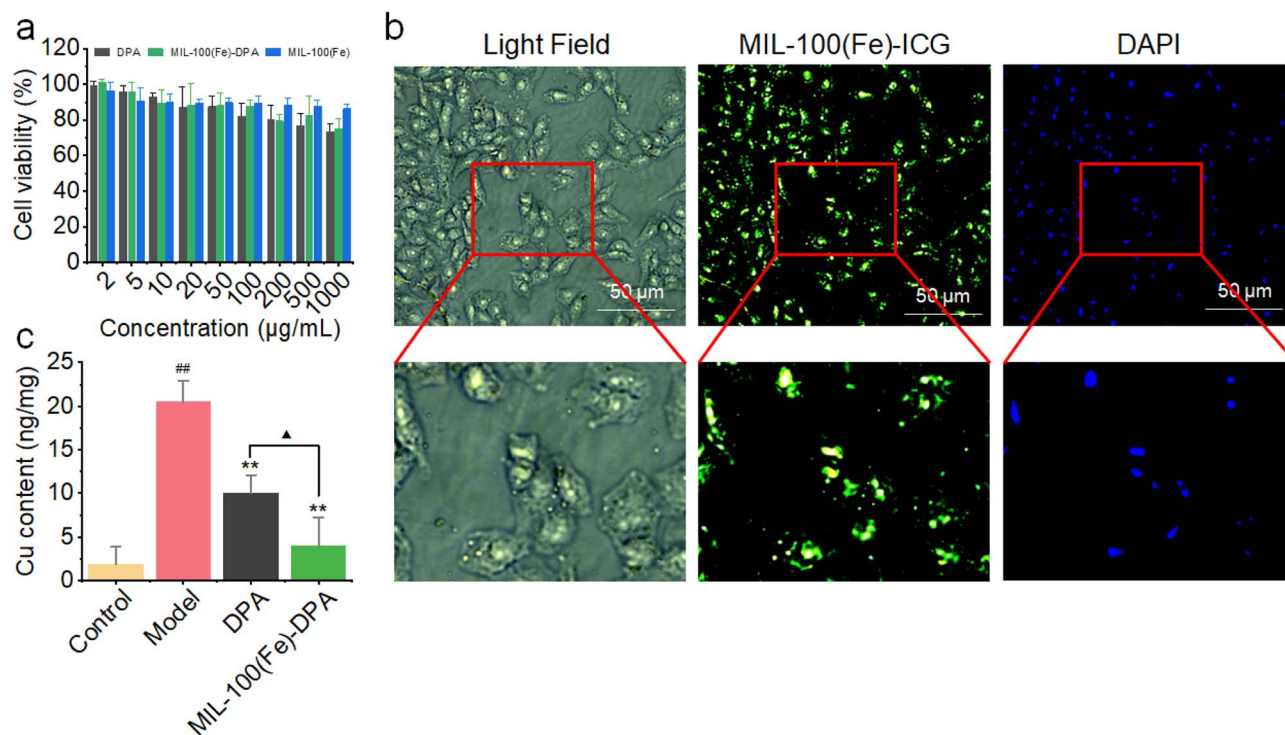 a
120
100
80
60
40
20
0
Cell viability (%)
DPA MIL-100(Fe)-DPA MIL-100(Fe)
2 5 10 20 50 100 200 500 1000
Concentration (µg/mL)
b
Light Field MIL-100(Fe)-ICG DAPI
50 µm 50 µm 50 µm
c
25
20
15
10
5
0
Cu content (ng/mg)
##
**
▲
**
Control Model DPA MIL-100(Fe)-DPA